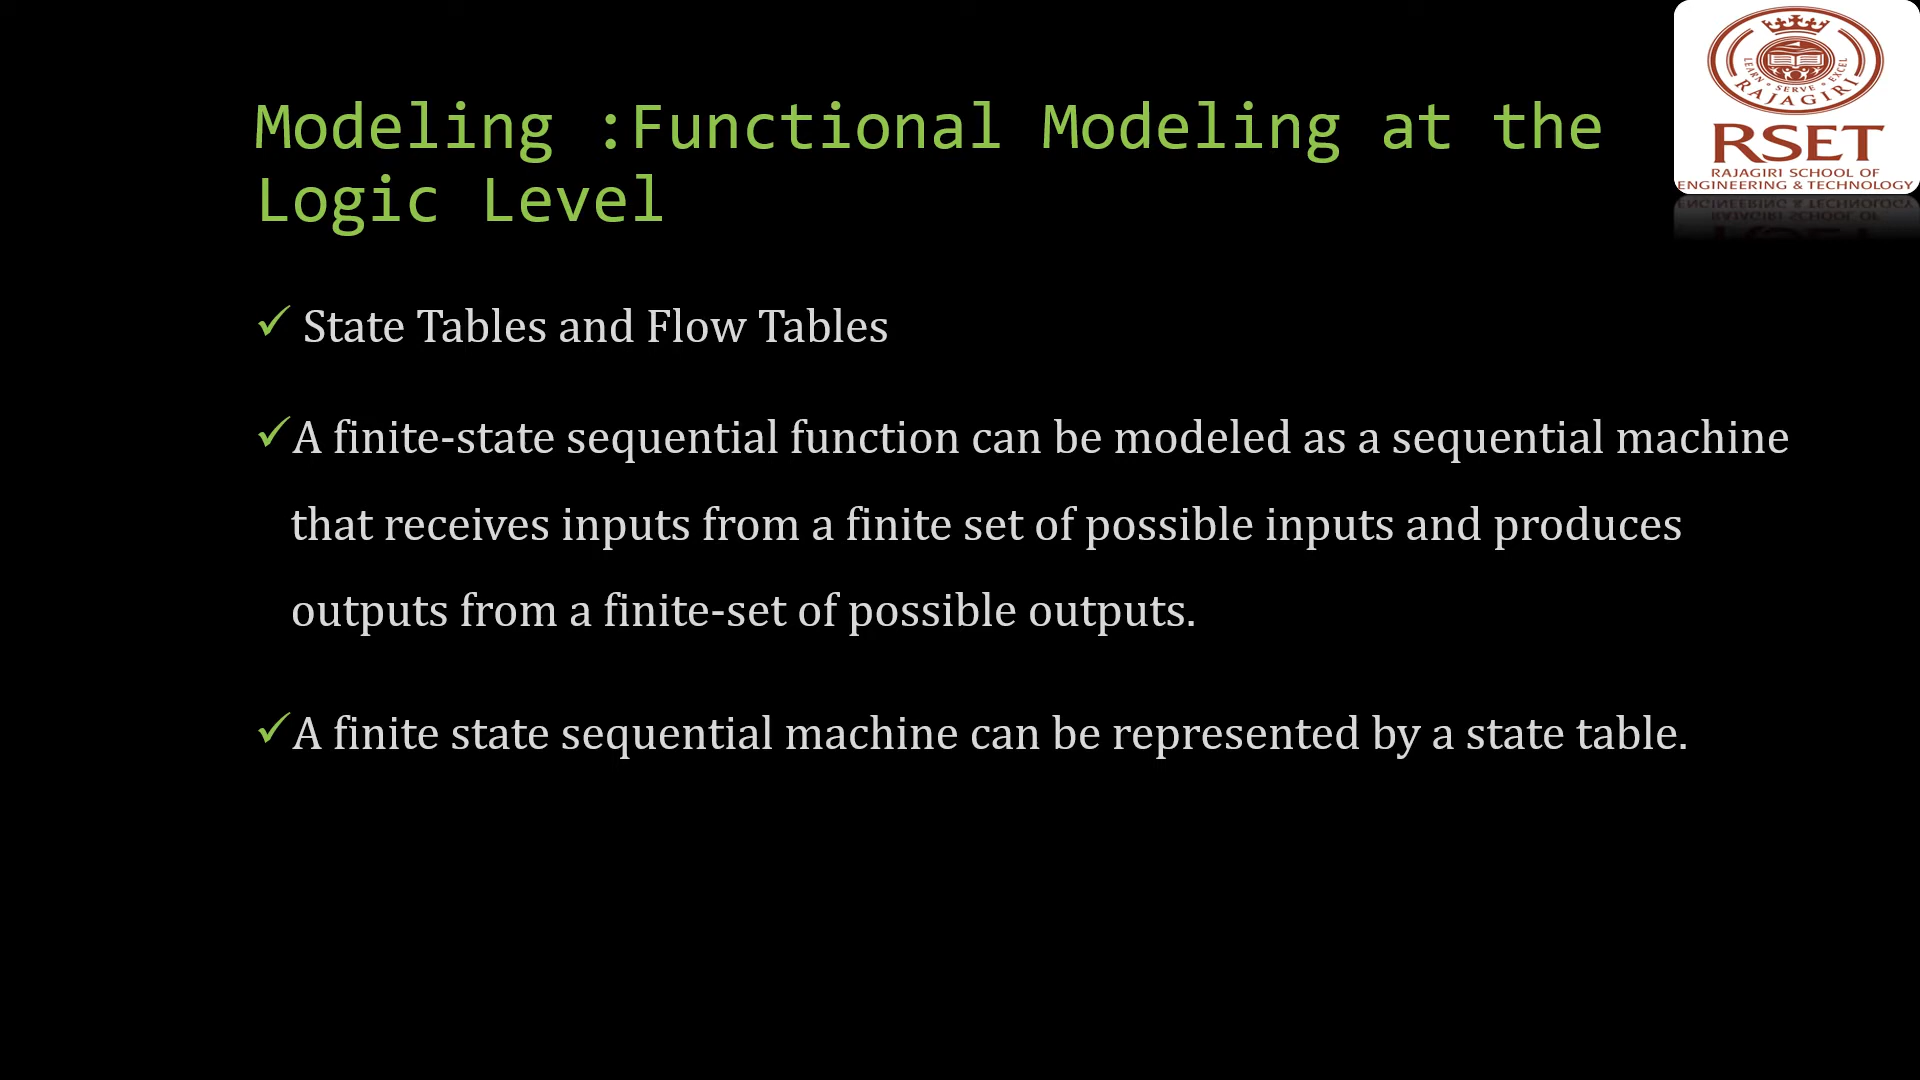 Modeling :Functional Modeling at the
Logic Level
LEARN • SERVE • EXCEL
RAJAGIRI
RSET
RAJAGIRI SCHOOL OF
ENGINEERING & TECHNOLOGY
✓ State Tables and Flow Tables
✓A finite-state sequential function can be modeled as a sequential machine
that receives inputs from a finite set of possible inputs and produces
outputs from a finite-set of possible outputs.
✓A finite state sequential machine can be represented by a state table.